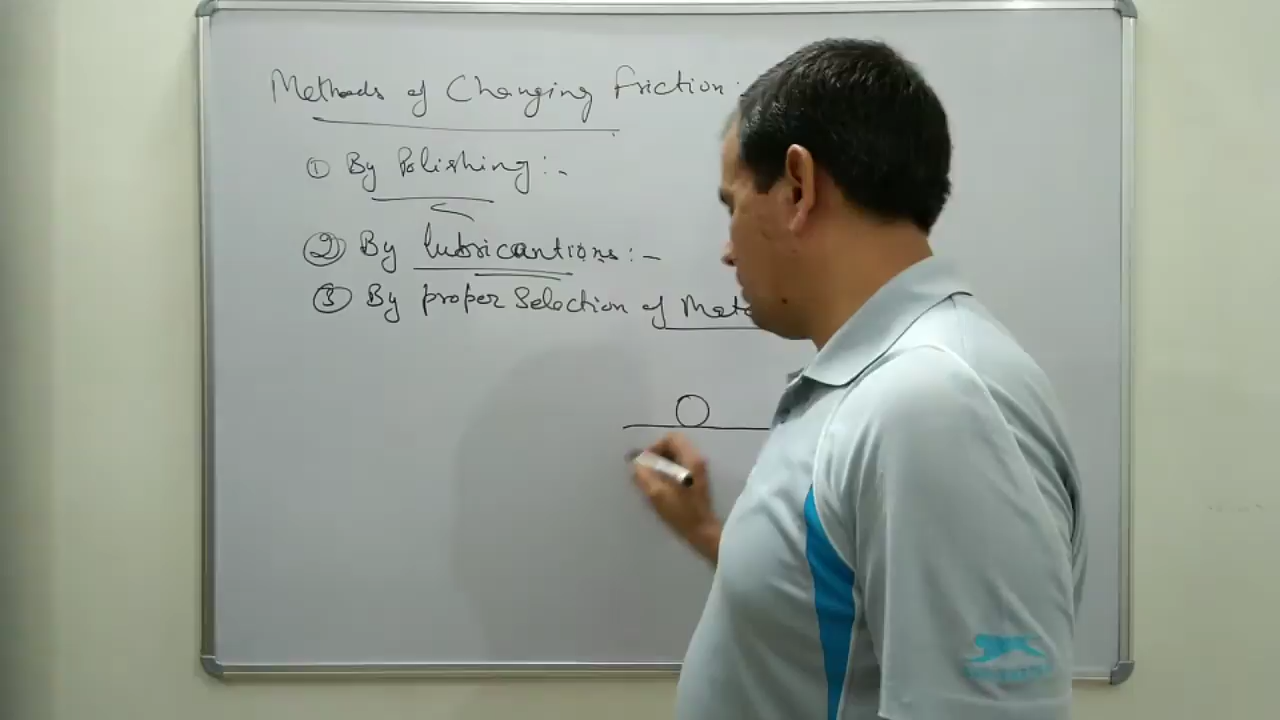 Methods of Changing Friction :
① By Polishing :-
② By lubricantions :-
③ By proper Selection of